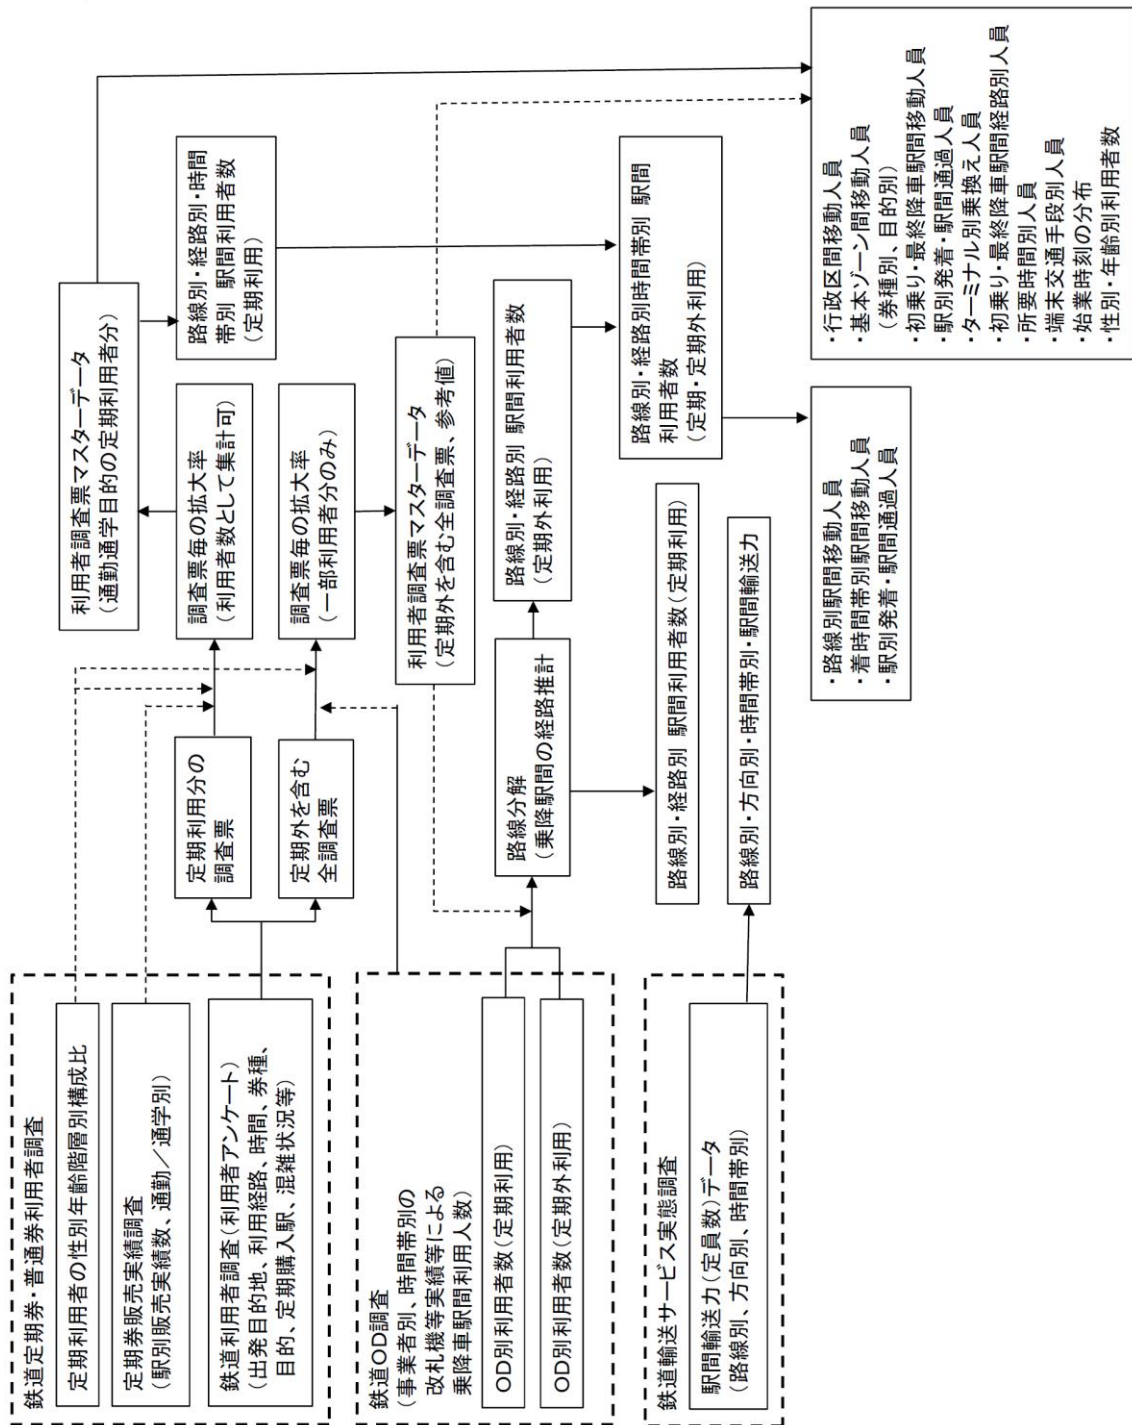 鉄道定期券・普通券利用者調査
定期利用者の性別年齢階層別構成比
定期券販売実績調査
(駅別販売実績数、通勤／通学別)
鉄道利用者調査(利用者アンケート)
(出発目的地、利用経路、時間、券種、
目的、定期購入駅、混雑状況等)
鉄道OD調査
(事業者別、時間帯別の
改札機等実績等による
乗降車駅間利用人数)
OD別利用者数(定期利用)
OD別利用者数(定期外利用)
鉄道輸送サービス実態調査
駅間輸送力(定員数)データ
(路線別、方向別、時間帯別)
定期利用分の
調査票
定期外を含む
全調査票
路線分解
(乗降駅間の経路推計)
路線別・経路別 駅間利用者数(定期利用)
路線別・方向別・時間帯別・駅間輸送力
利用者調査票マスターデータ
(通勤通学目的の定期利用者分)
調査票毎の拡大率
(利用者数として集計可)
調査票毎の拡大率
(一部利用者分のみ)
利用者調査票マスターデータ
(定期外を含む全調査票、参考値)
路線別・経路別 駅間利用者数
(定期外利用)
路線別・経路別・時間
帯別 駅間利用者数
(定期利用)
路線別・経路別時間帯別 駅間
利用者数
(定期・定期外利用)
・路線別駅間移動人員
・着時間帯別駅間移動人員
・駅別発着・駅間通過人員
・行政区間移動人員
・基本ゾーン間移動人員
(券種別、目的別)
・初乗り・最終降車駅間移動人員
・駅別発着・駅間通過人員
・ターミナル別乗換え人員
・初乗り・最終降車駅間経路別人員
・所要時間別人員
・端末交通手段別人員
・始業時刻の分布
・性別・年齢別利用者数